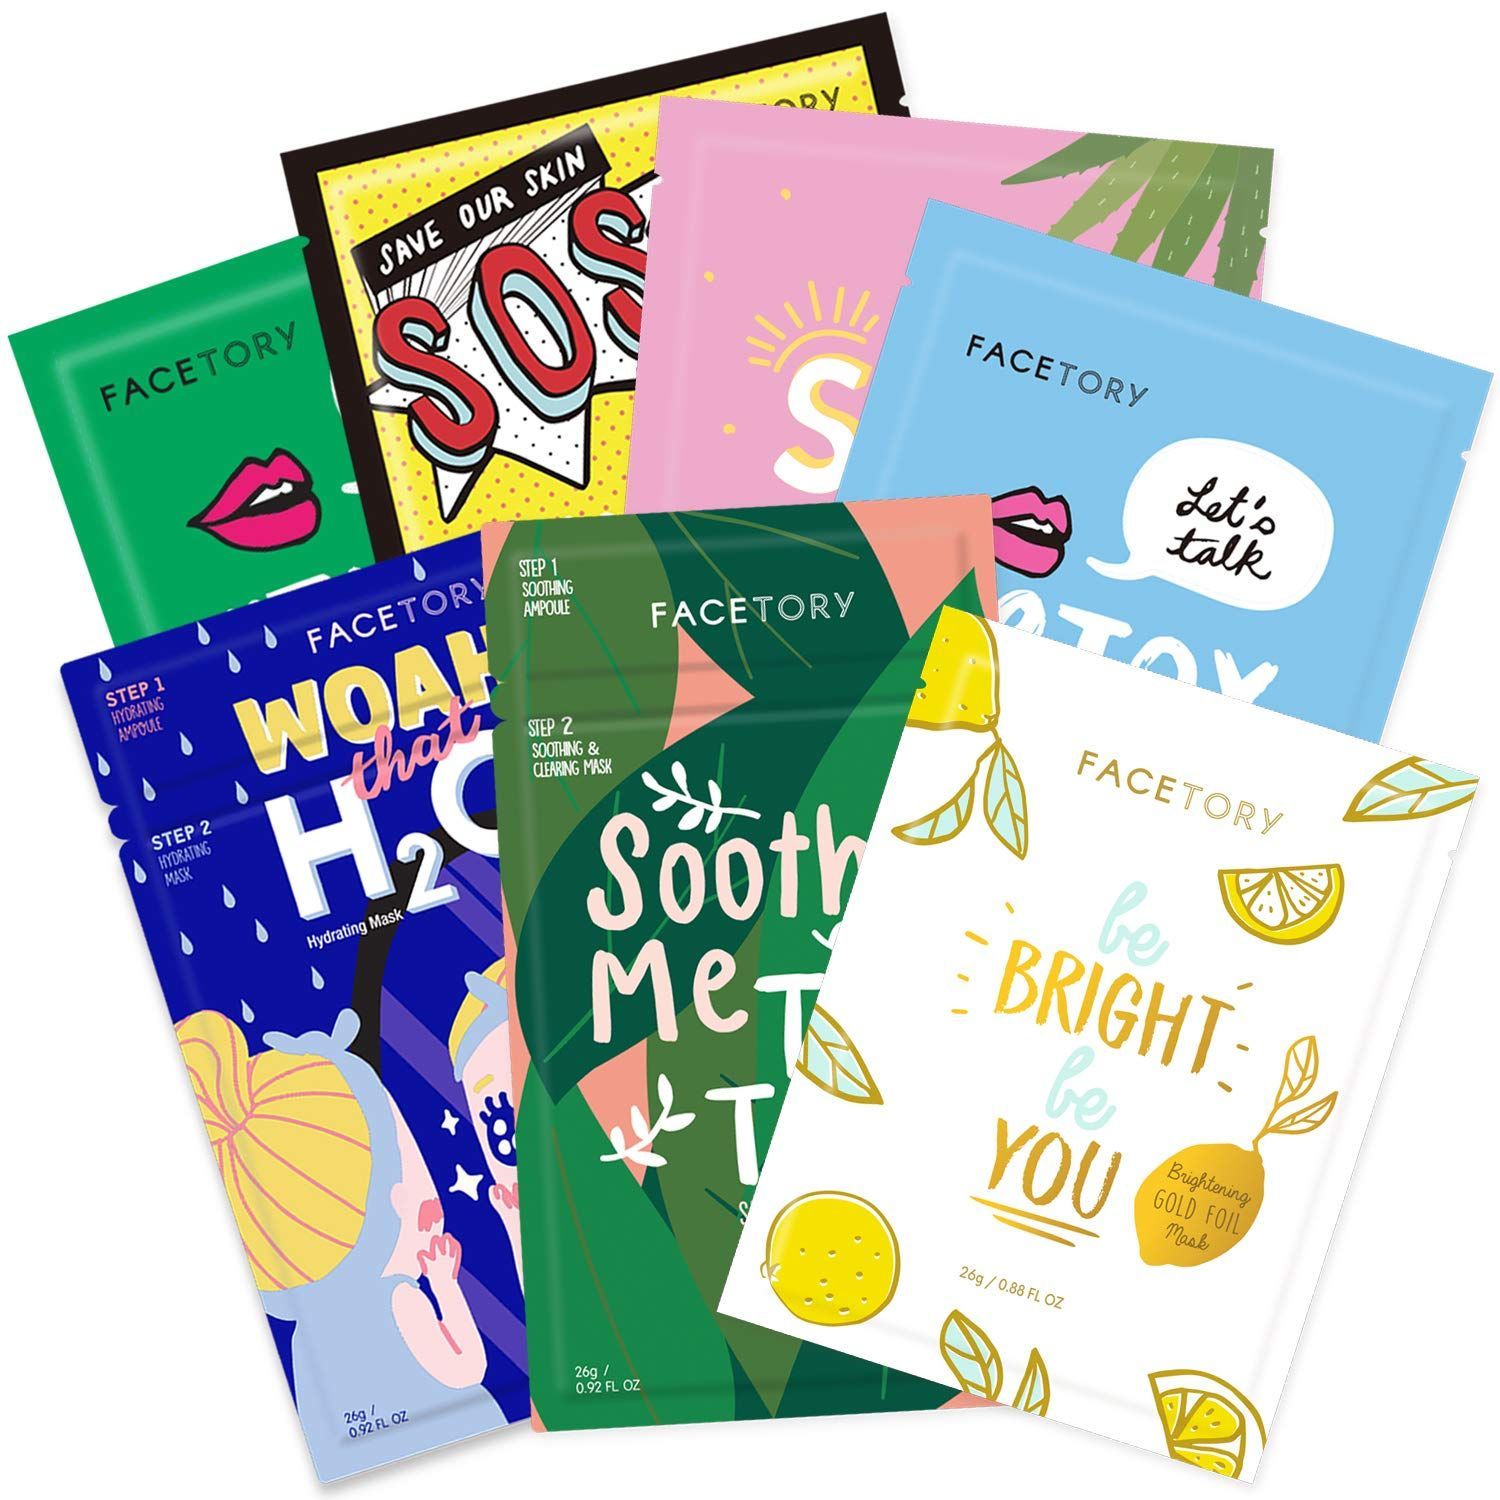 FACETORY
SAVE OUR SKIN
SOS
FACETORY
Let's
talk
FACETORY
WOAH
that
H2O
Hydrating Mask
STEP 1
HYDRATING
AMPOULE
STEP 2
HYDRATING
MASK
26g /
0.92 FL OZ
STEP 1
SOOTHING
AMPOULE
FACETORY
STEP 2
SOOTHING &
CLEARING MASK
Sooth
Me
26g /
0.92 FL OZ
FACETORY
be
BRIGHT
be
YOU
Brightening
GOLD FOIL
Mask
26g / 0.88 FL OZ